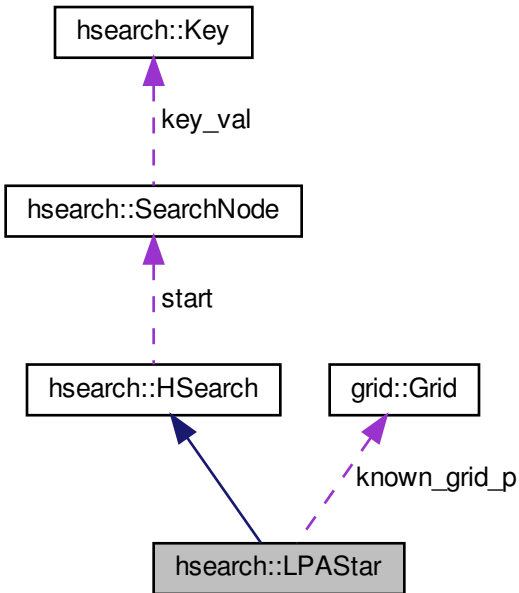 hsearch::Key
key_val
hsearch::SearchNode
start
hsearch::HSearch
grid::Grid
known_grid_p
hsearch::LPAStar